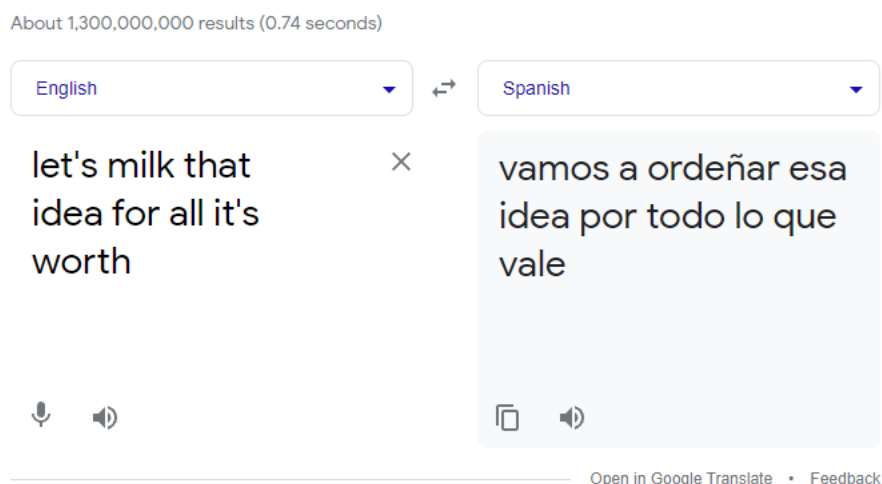 About 1,300,000,000 results (0.74 seconds)
English
Spanish
let's milk that
idea for all it's
worth
vamos a ordeñar esa
idea por todo lo que
vale
Open in Google Translate • Feedback